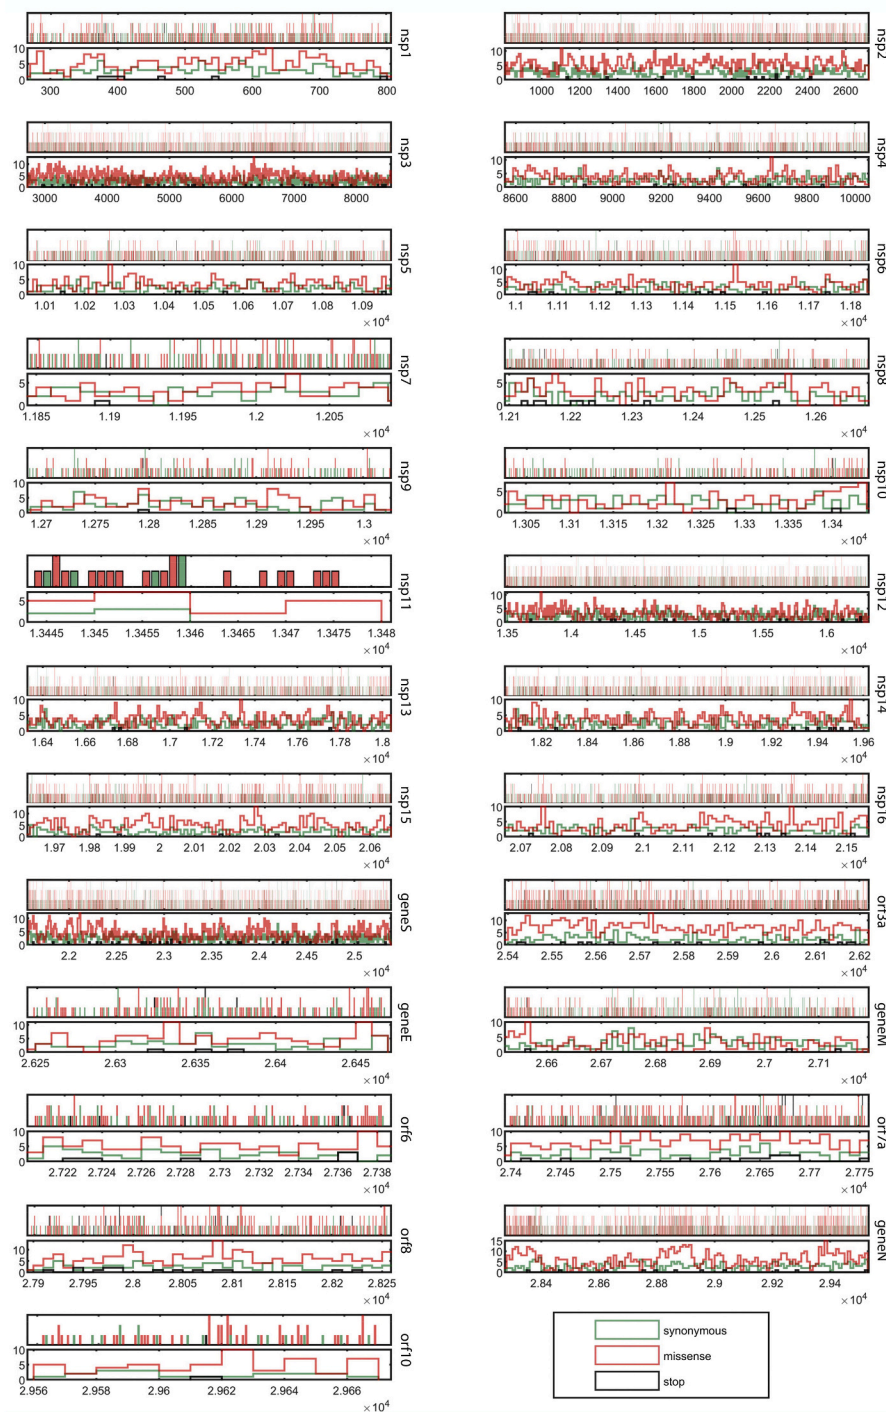 nsp1
10
5
0
300 400 500 600 700 800
nsp2
10
5
0
1000 1200 1400 1600 1800 2000 2200 2400 2600
nsp3
10
5
0
3000 4000 5000 6000 7000 8000
nsp4
10
5
0
8600 8800 9000 9200 9400 9600 9800 10000
nsp5
10
5
0
1.01 1.02 1.03 1.04 1.05 1.06 1.07 1.08 1.09
×10⁴
nsp6
10
5
0
1.1 1.11 1.12 1.13 1.14 1.15 1.16 1.17 1.18
×10⁴
nsp7
5
0
1.185 1.19 1.195 1.2 1.205
×10⁴
nsp8
5
0
1.21 1.22 1.23 1.24 1.25 1.26
×10⁴
nsp9
10
5
0
1.27 1.275 1.28 1.285 1.29 1.295 1.3
×10⁴
nsp10
5
0
1.305 1.31 1.315 1.32 1.325 1.33 1.335 1.34
×10⁴
nsp11
5
0
1.3445 1.345 1.3455 1.346 1.3465 1.347 1.3475 1.348
×10⁴
nsp12
10
5
0
1.35 1.4 1.45 1.5 1.55 1.6
×10⁴
nsp13
10
5
0
1.64 1.66 1.68 1.7 1.72 1.74 1.76 1.78 1.8
×10⁴
nsp14
10
5
0
1.82 1.84 1.86 1.88 1.9 1.92 1.94 1.96
×10⁴
nsp15
10
5
0
1.97 1.98 1.99 2 2.01 2.02 2.03 2.04 2.05 2.06
×10⁴
nsp16
10
5
0
2.07 2.08 2.09 2.1 2.11 2.12 2.13 2.14 2.15
×10⁴
geneS
10
5
0
2.2 2.25 2.3 2.35 2.4 2.45 2.5
×10⁴
orf3a
10
5
0
2.54 2.55 2.56 2.57 2.58 2.59 2.6 2.61 2.62
×10⁴
geneE
10
5
0
2.625 2.63 2.635 2.64 2.645
×10⁴
geneM
10
5
0
2.66 2.67 2.68 2.69 2.7 2.71
×10⁴
orf6
10
5
0
2.722 2.724 2.726 2.728 2.73 2.732 2.734 2.736 2.738
×10⁴
orf7a
10
5
0
2.74 2.745 2.75 2.755 2.76 2.765 2.77 2.775
×10⁴
orf8
10
5
0
2.79 2.795 2.8 2.805 2.81 2.815 2.82 2.825
×10⁴
geneN
15
10
5
0
2.84 2.86 2.88 2.9 2.92 2.94
×10⁴
orf10
10
5
0
2.956 2.958 2.96 2.962 2.964 2.966
×10⁴
synonymous
missense
stop